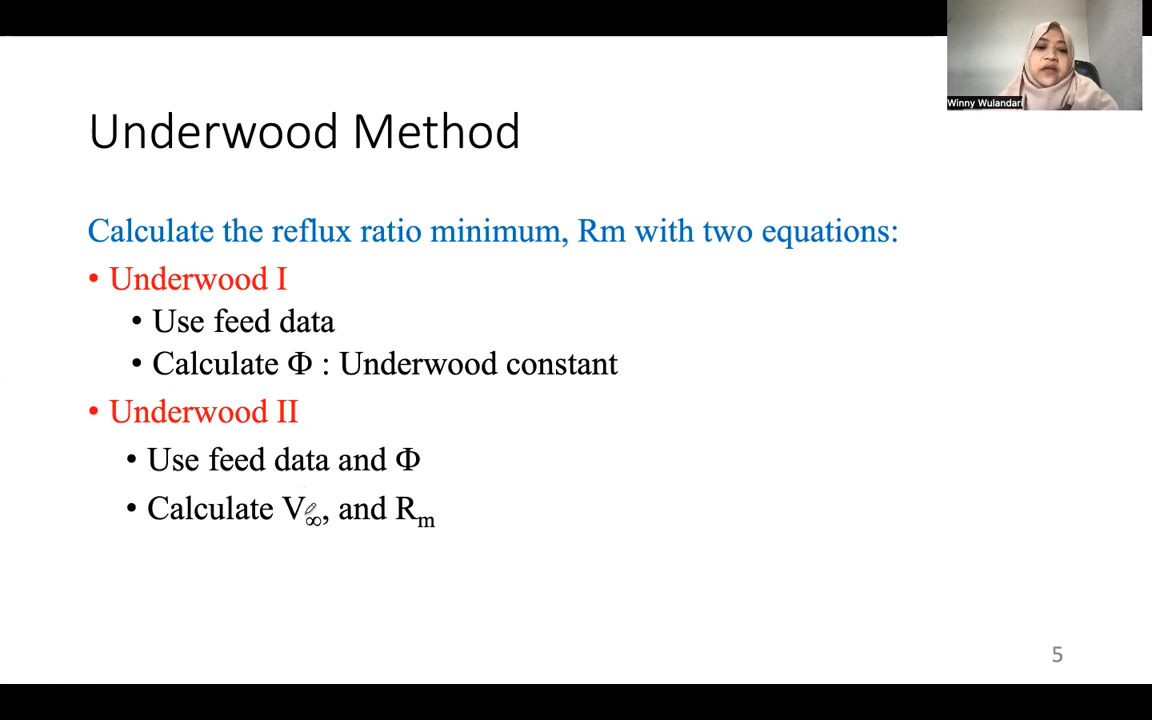 Winny Wulandari
Underwood Method
Calculate the reflux ratio minimum, Rm with two equations:
• Underwood I
• Use feed data
• Calculate Φ : Underwood constant
• Underwood II
• Use feed data and Φ
• Calculate V∞, and Rm
5